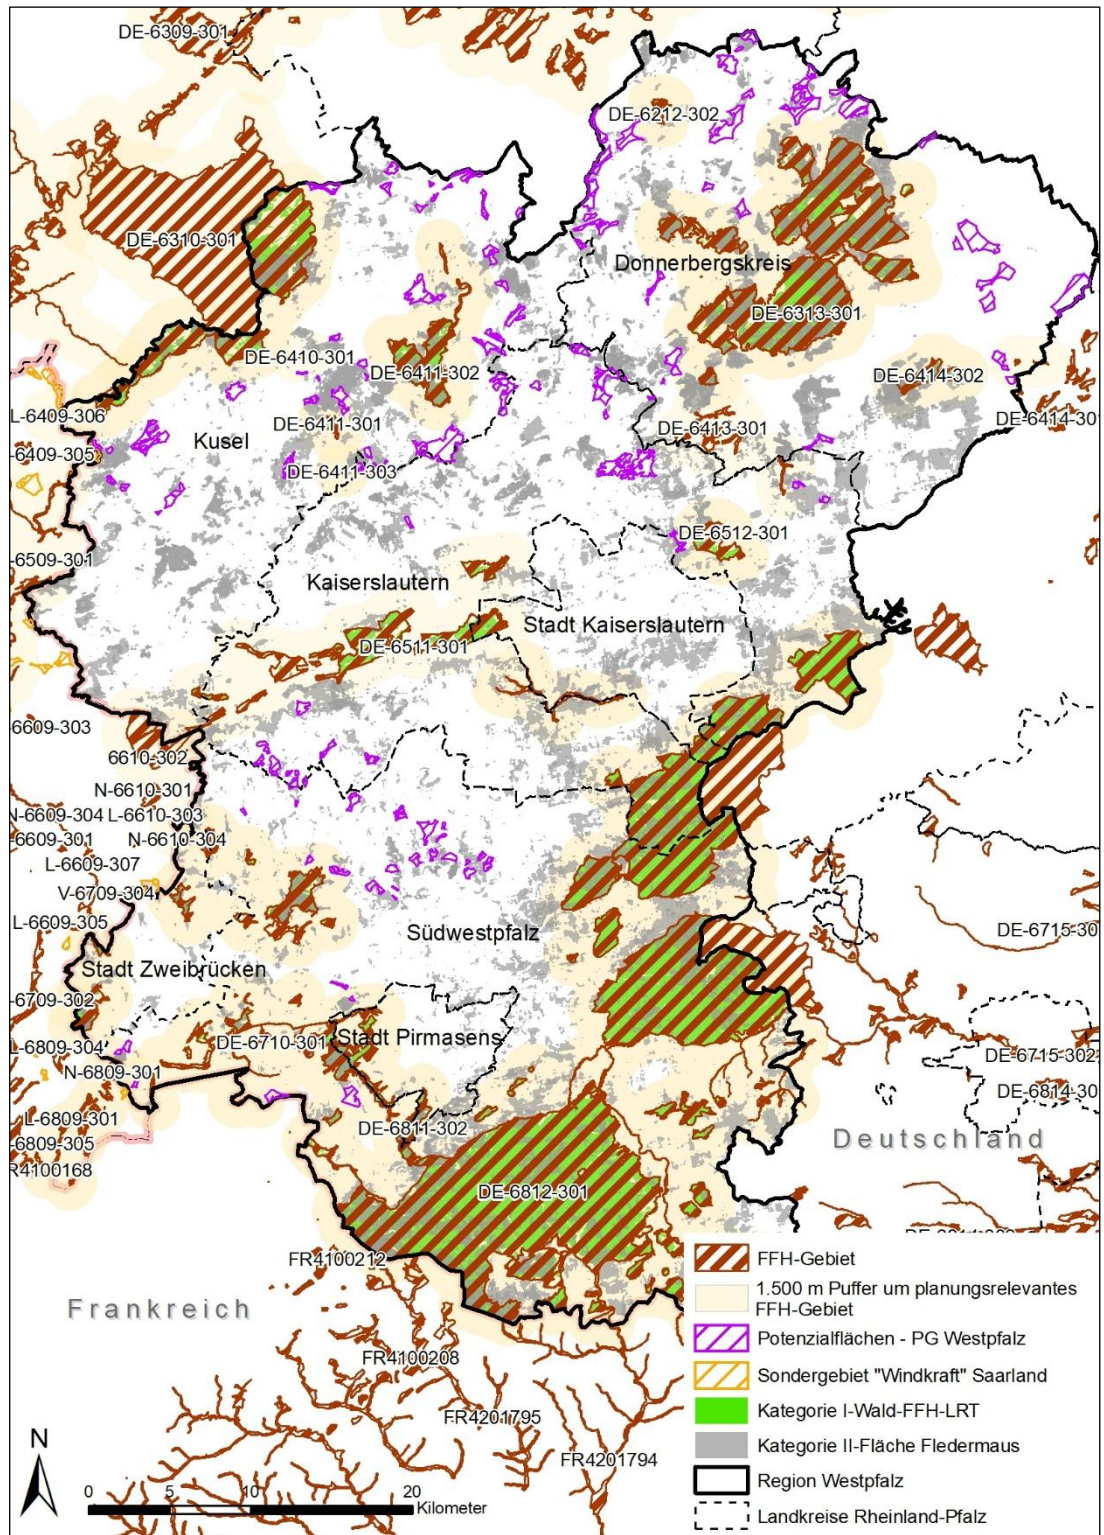 DE-6309-301
DE-6212-302
DE-6310-301
Donnerbergskreis
DE-6313-301
DE-6410-301
DE-6411-302
DE-6414-302
L-6409-306
DE-6411-301
DE-6413-301
DE-6414-301
Kusel
6409-305
DE-6411-303
DE-6512-301
-6509-301
Kaiserslautern
Stadt Kaiserslautern
DE-6511-301
6609-303
6610-302
N-6610-301
N-6609-304
L-6610-303
-6609-301
N-6610-304
L-6609-307
V-6709-304
L-6609-305
Südwestpfalz
DE-6715-30
Stadt Zweibrücken
-6709-302
DE-6710-301
Stadt Pirmasens
L-6809-304
DE-6715-302
N-6809-301
DE-6814-30
L-6809-301
DE-6811-302
Deutschland
-6809-305
R4100168
DE-6812-301
FR4100212
Frankreich
FR4100208
FR4201795
FR4201794
FFH-Gebiet
1.500 m Puffer um planungsrelevantes
FFH-Gebiet
Potenzialflächen - PG Westpfalz
Sondergebiet "Windkraft" Saarland
Kategorie I-Wald-FFH-LRT
Kategorie II-Fläche Fledermaus
Region Westpfalz
Landkreise Rheinland-Pfalz
N
0 5 10 20
Kilometer